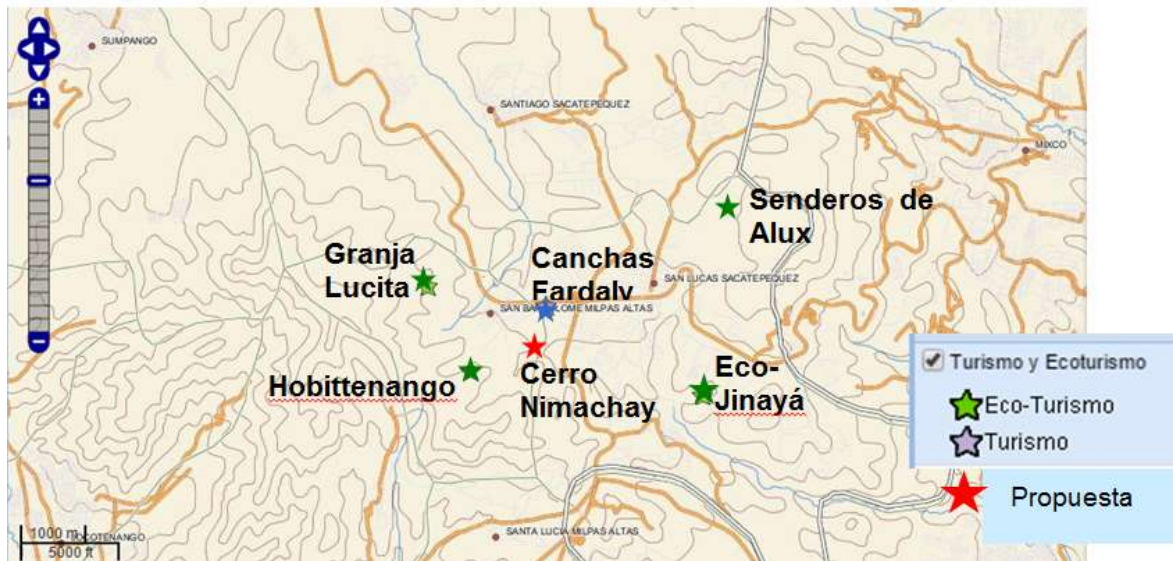 SUMPANGO
SANTIAGO SACATEPEQUEZ
MIXCO
Senderos de
Alux
Granja
Lucita
Canchas
Fardaly
SAN LUCAS SACATEPEQUEZ
SAN BARTOLOME MILPAS ALTAS
Hobittenango
Cerro
Nimachay
Eco-
Jinayá
Turismo y Ecoturismo
Eco-Turismo
Turismo
Propuesta
1000 m
5000 ft
SANTA LUCIA MILPAS ALTAS